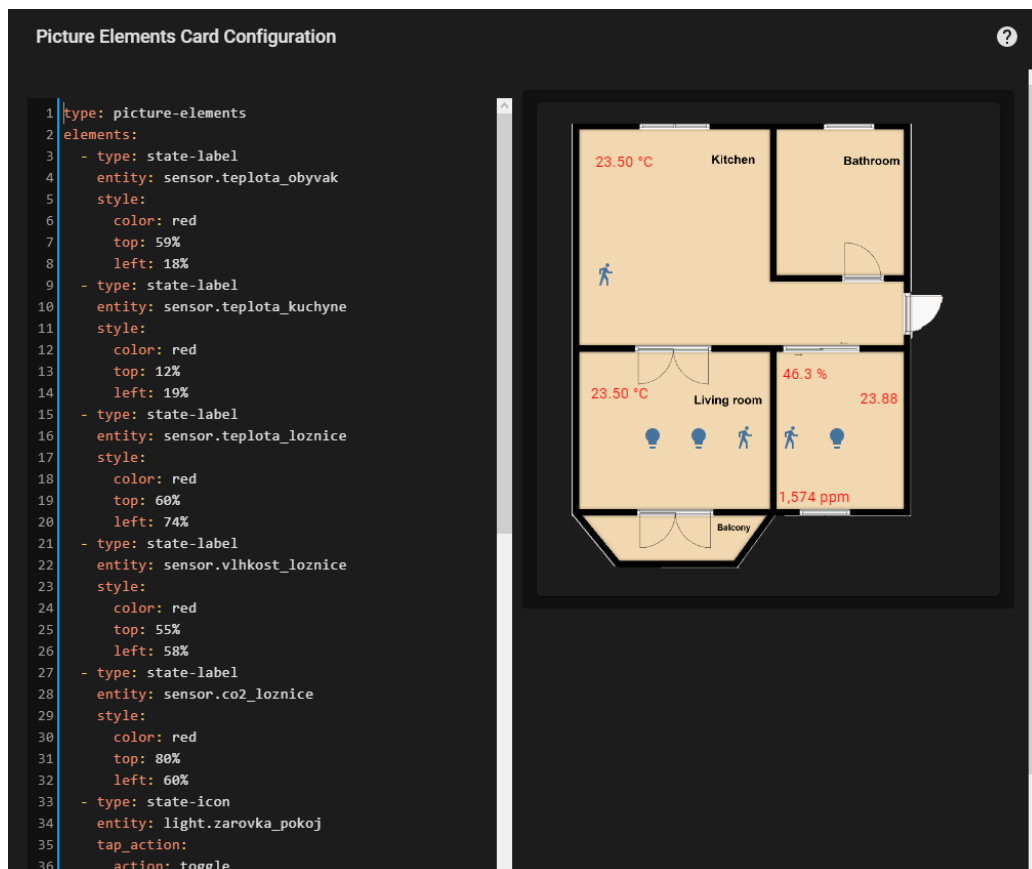 Picture Elements Card Configuration
?
1 type: picture-elements
2 elements:
3 - type: state-label
4 entity: sensor.teplota_obyvak
5 style:
6 color: red
7 top: 59%
8 left: 18%
9 - type: state-label
10 entity: sensor.teplota_kuchyne
11 style:
12 color: red
13 top: 12%
14 left: 19%
15 - type: state-label
16 entity: sensor.teplota_loznice
17 style:
18 color: red
19 top: 60%
20 left: 74%
21 - type: state-label
22 entity: sensor.vlhkost_loznice
23 style:
24 color: red
25 top: 55%
26 left: 58%
27 - type: state-label
28 entity: sensor.co2_loznice
29 style:
30 color: red
31 top: 80%
32 left: 60%
33 - type: state-icon
34 entity: light.zarovka_pokoj
35 tap_action:
36 action: toggle
23.50 °C
Kitchen
Bathroom
46.3 %
23.50 °C
Living room
23.88
1,574 ppm
Balcony